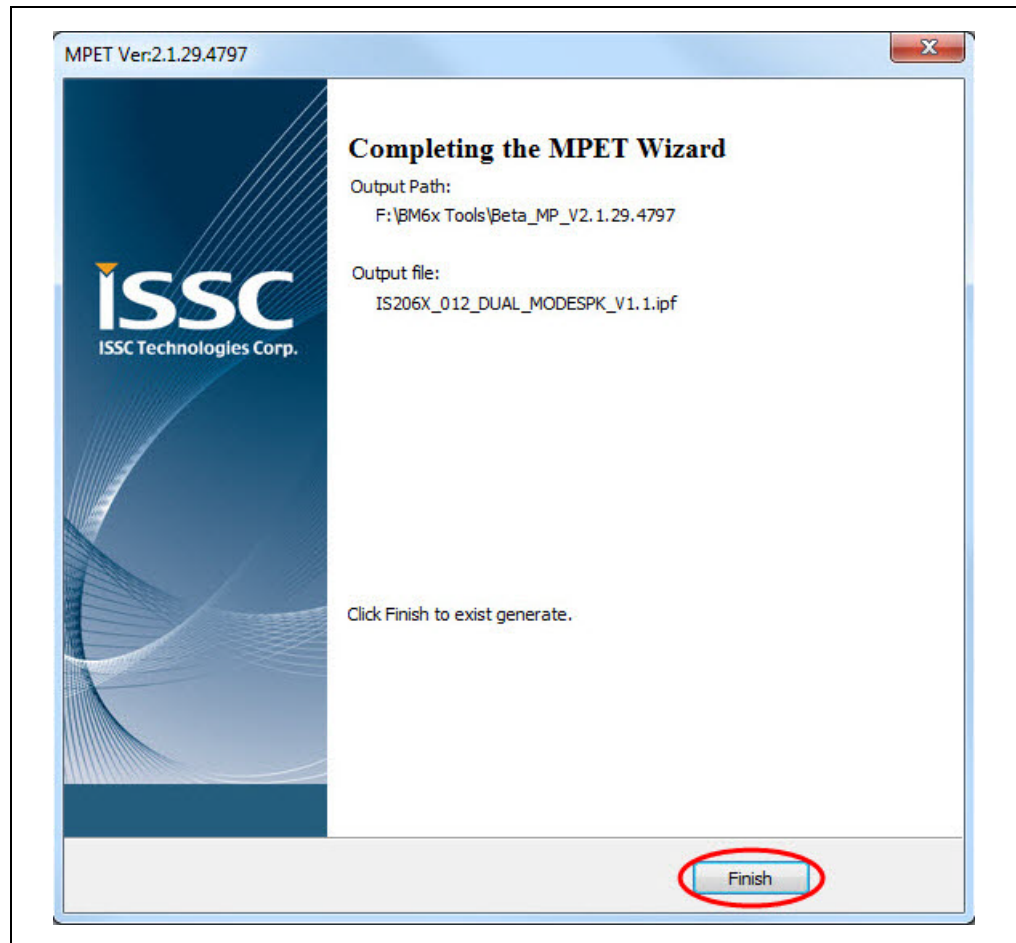 MPET Ver:2.1.29.4797
Completing the MPET Wizard
Output Path:
F:\BM6x Tools\Beta_MP_V2.1.29.4797
Output file:
IS206X_012_DUAL_MODESPK_V1.1.ipf
ISSC
ISSC Technologies Corp.
Click Finish to exist generate.
Finish